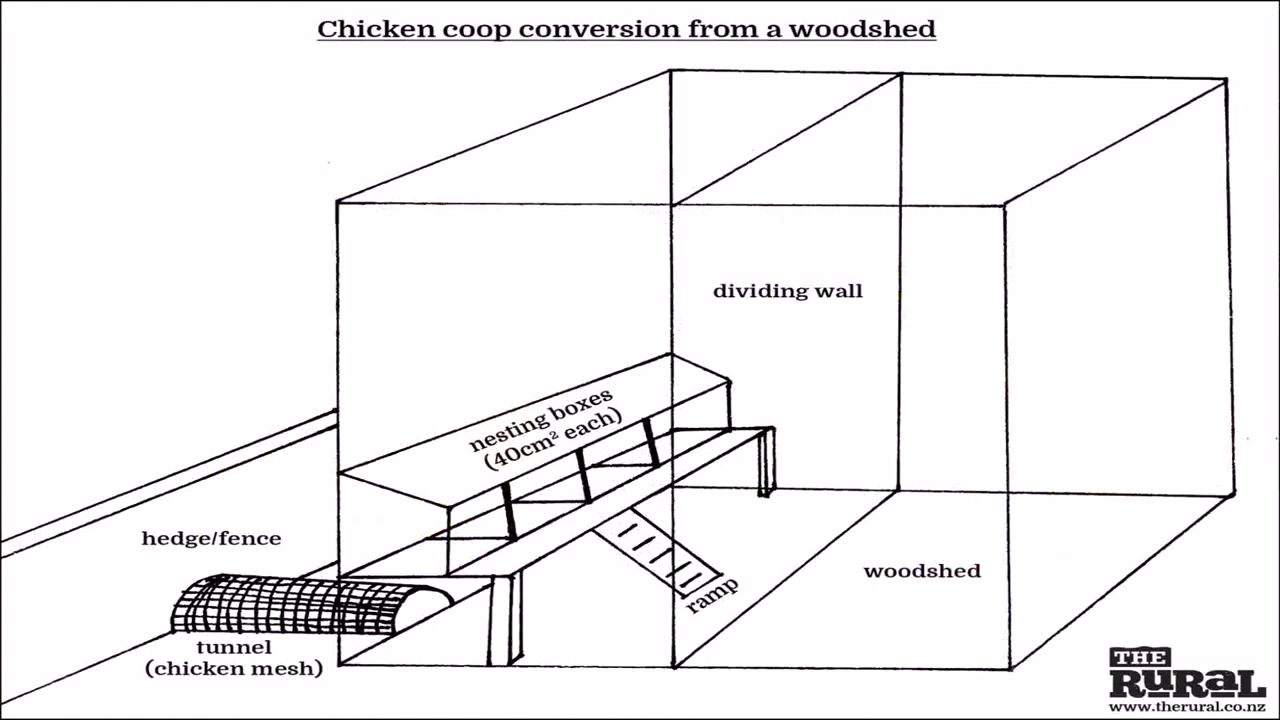 Chicken coop conversion from a woodshed
dividing wall
nesting boxes
(40cm² each)
hedge/fence
woodshed
ramp
tunnel
(chicken mesh)
THE
RURAL
www.therural.co.nz